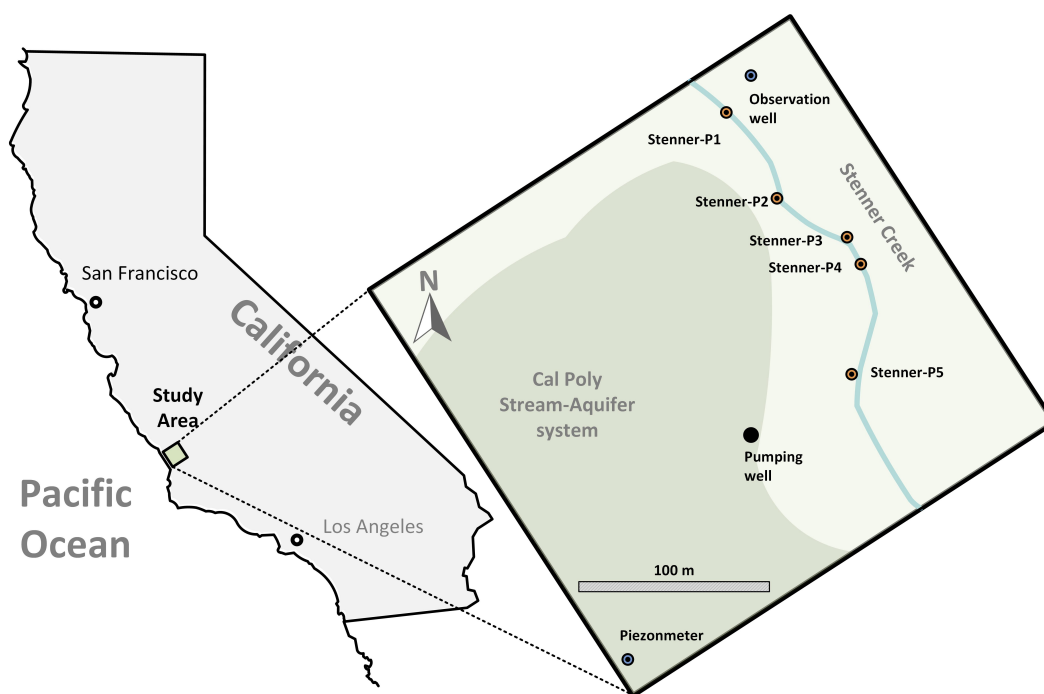 San Francisco
California
Study
Area
Pacific
Ocean
Los Angeles
N
Observation
well
Stenner-P1
Stenner-P2
Stenner-P3
Stenner-P4
Stenner Creek
Stenner-P5
Cal Poly
Stream-Aquifer
system
Pumping
well
100 m
Piezonmeter